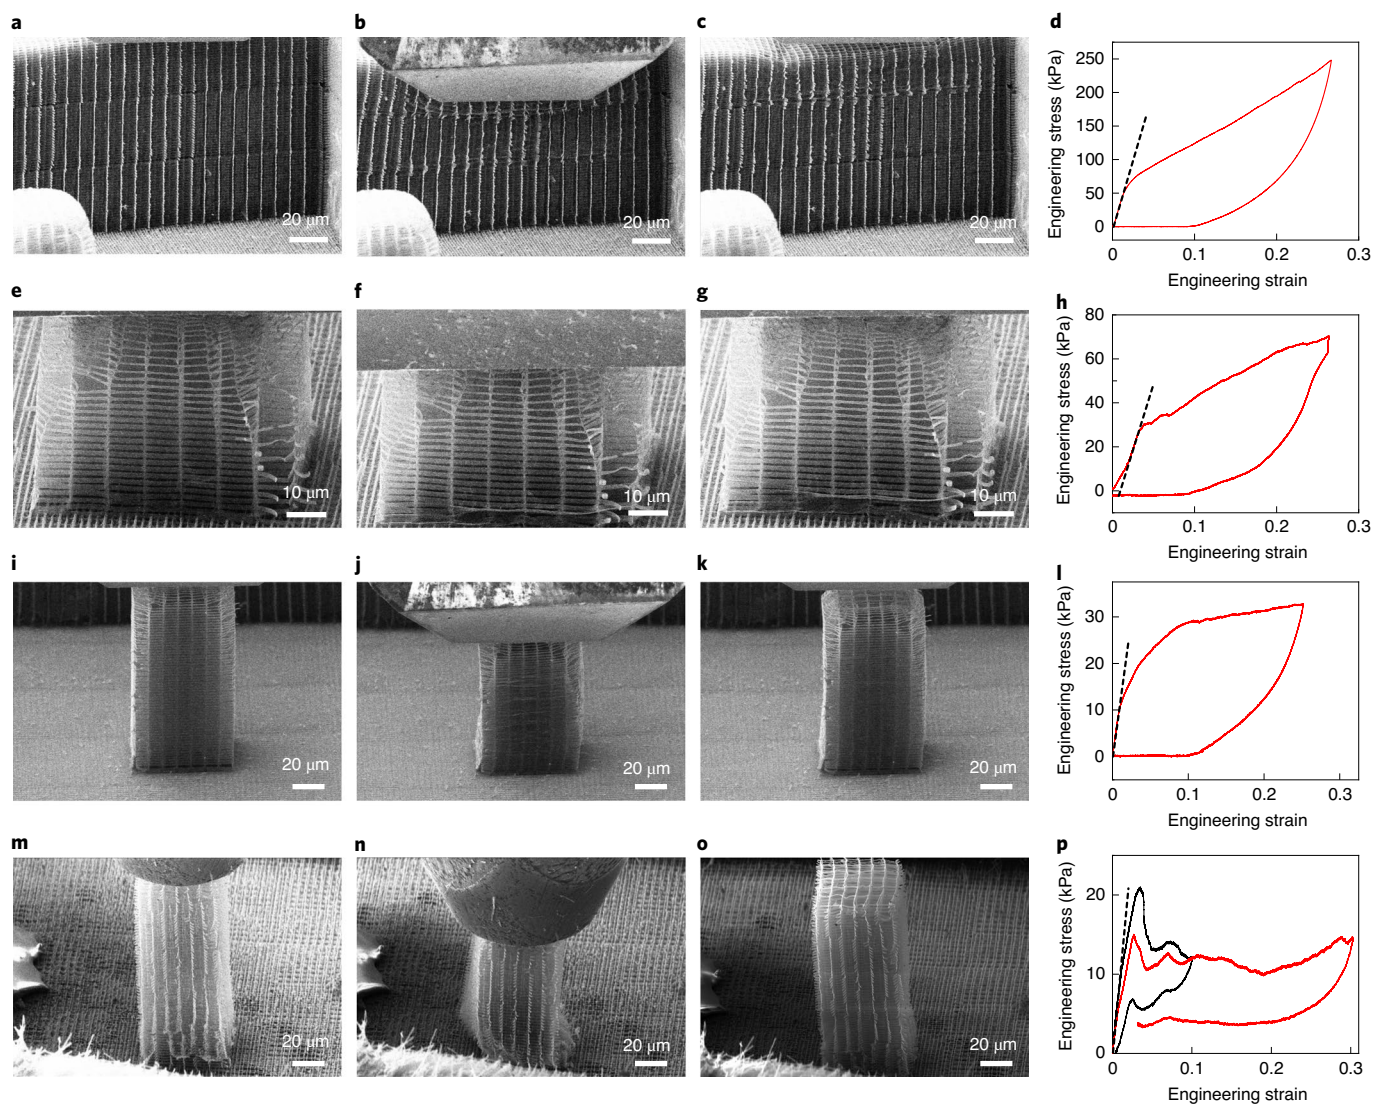 a
b
c
d
20 μm
20 μm
20 μm
Engineering stress (kPa)
250
200
150
100
50
0
0
0.1
0.2
0.3
Engineering strain
e
f
g
h
10 μm
10 μm
10 μm
Engineering stress (kPa)
80
60
40
20
0
0
0.1
0.2
0.3
Engineering strain
i
j
k
l
20 μm
20 μm
20 μm
Engineering stress (kPa)
30
20
10
0
0
0.1
0.2
0.3
Engineering strain
m
n
o
p
20 μm
20 μm
20 μm
Engineering stress (kPa)
20
10
0
0
0.1
0.2
0.3
Engineering strain